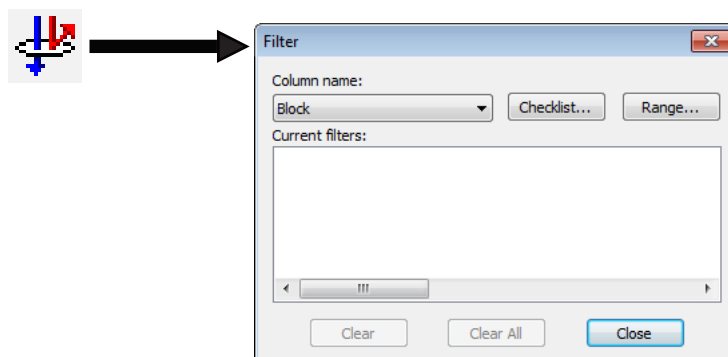 Filter
Column name:
Block Checklist... Range...
Current filters:
Clear Clear All Close